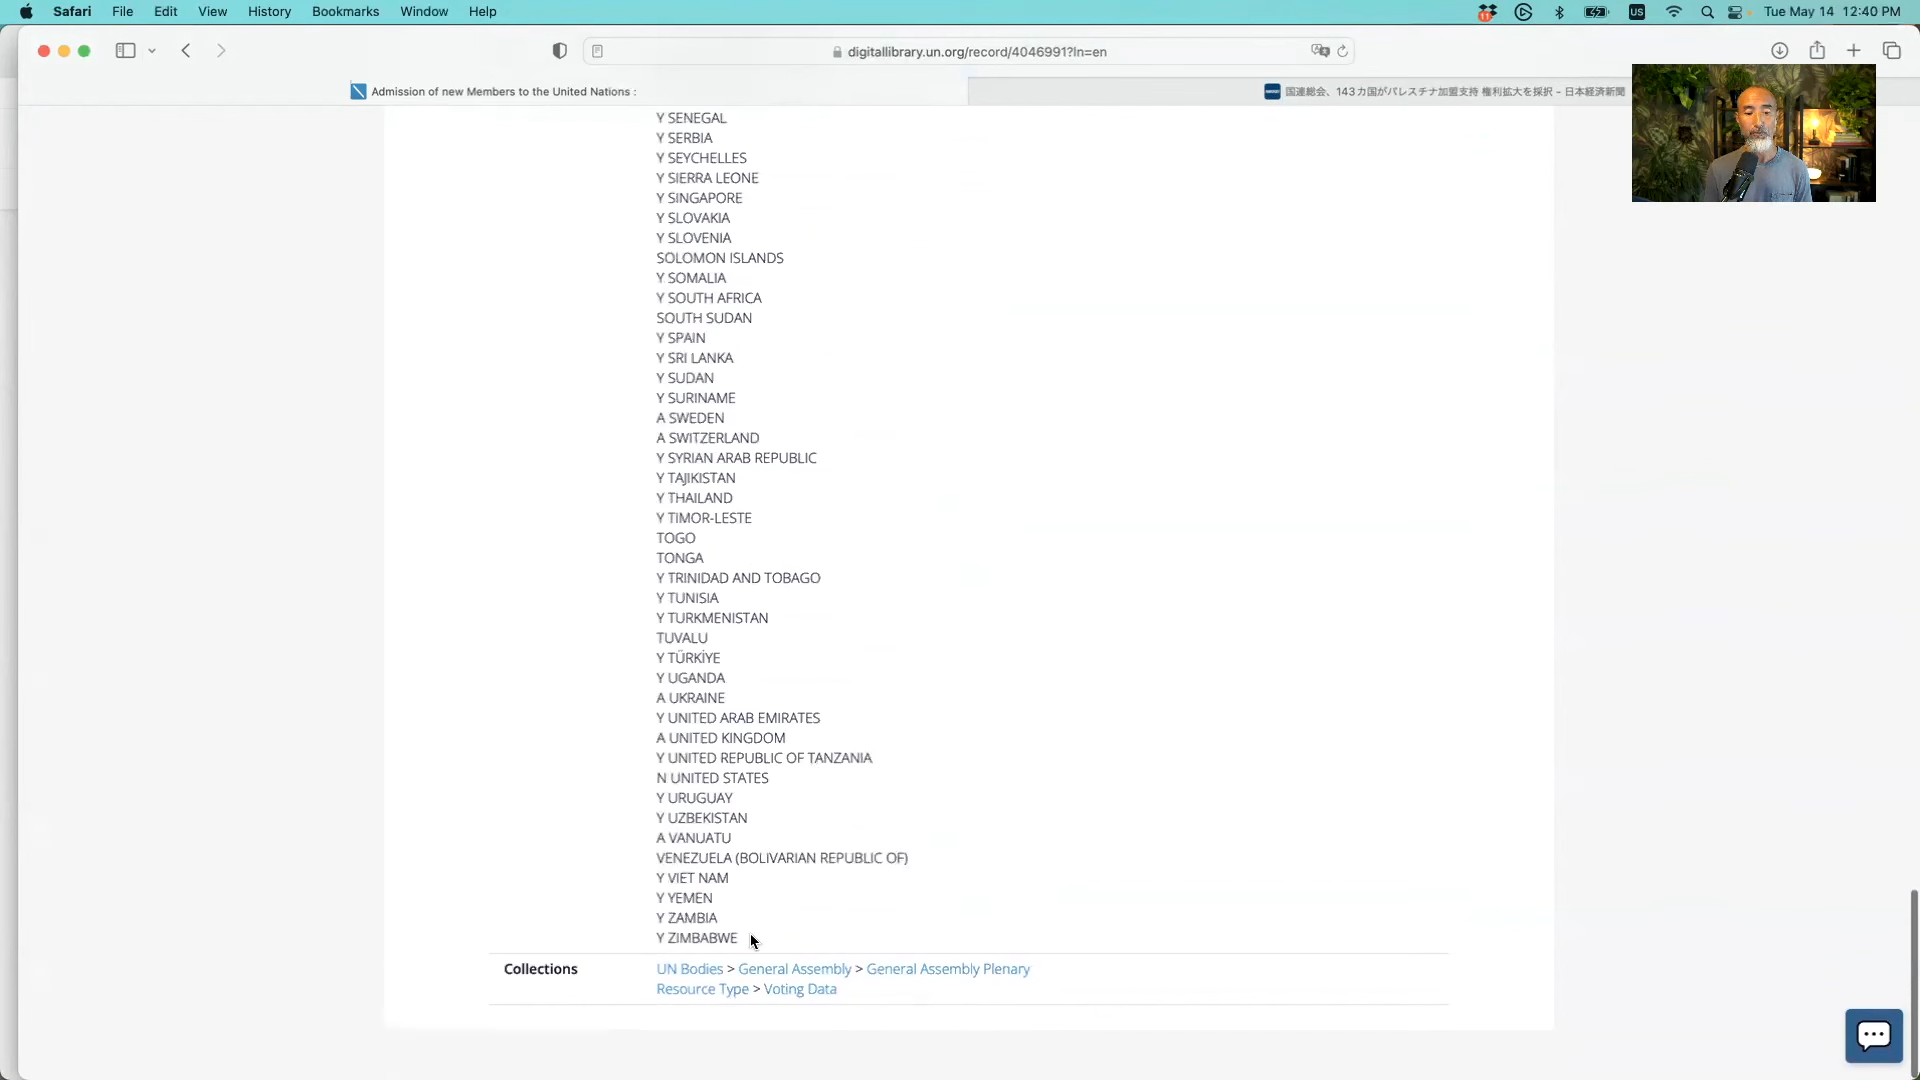 Safari File Edit View History Bookmarks Window Help
11 US Tue May 14 12:40 PM
digitallibrary.un.org/record/4046991?ln=en
Admission of new Members to the United Nations :
国連総会、143カ国がパレスチナ加盟支持 権利拡大を採択 - 日本経済新聞
Y SENEGAL
Y SERBIA
Y SEYCHELLES
Y SIERRA LEONE
Y SINGAPORE
Y SLOVAKIA
Y SLOVENIA
SOLOMON ISLANDS
Y SOMALIA
Y SOUTH AFRICA
SOUTH SUDAN
Y SPAIN
Y SRI LANKA
Y SUDAN
Y SURINAME
A SWEDEN
A SWITZERLAND
Y SYRIAN ARAB REPUBLIC
Y TAJIKISTAN
Y THAILAND
Y TIMOR-LESTE
TOGO
TONGA
Y TRINIDAD AND TOBAGO
Y TUNISIA
Y TURKMENISTAN
TUVALU
Y TÜRKİYE
Y UGANDA
A UKRAINE
Y UNITED ARAB EMIRATES
A UNITED KINGDOM
Y UNITED REPUBLIC OF TANZANIA
N UNITED STATES
Y URUGUAY
Y UZBEKISTAN
A VANUATU
VENEZUELA (BOLIVARIAN REPUBLIC OF)
Y VIET NAM
Y YEMEN
Y ZAMBIA
Y ZIMBABWE
Collections UN Bodies > General Assembly > General Assembly Plenary
Resource Type > Voting Data